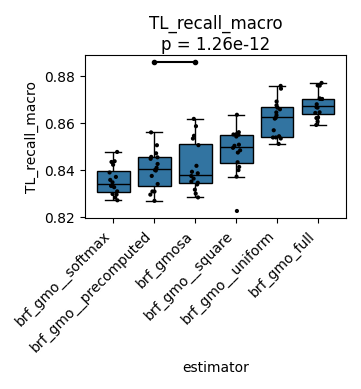 TL_recall_macro
p = 1.26e-12
TL_recall_macro
0.88
0.86
0.84
0.82
brf_gmo__softmax
brf_gmo__precomputed
brf_gmosa
brf_gmo__square
brf_gmo__uniform
brf_gmo_full
estimator